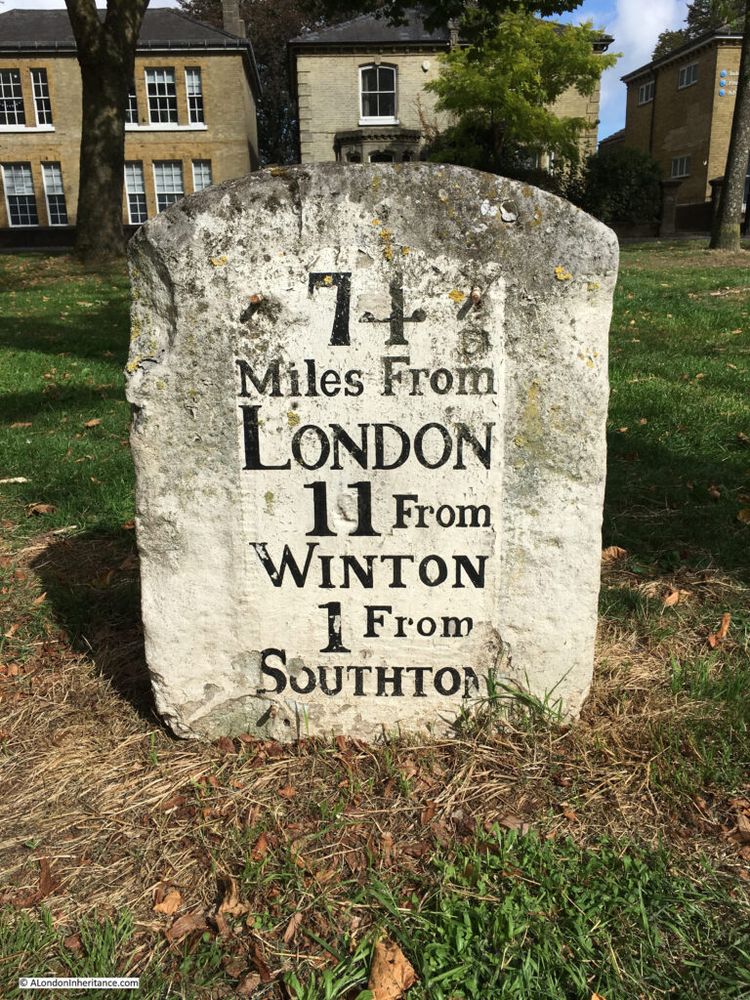 74
Miles From
LONDON
11 From
WINTON
1 From
SOUTHTON
© ALondonInheritance.com